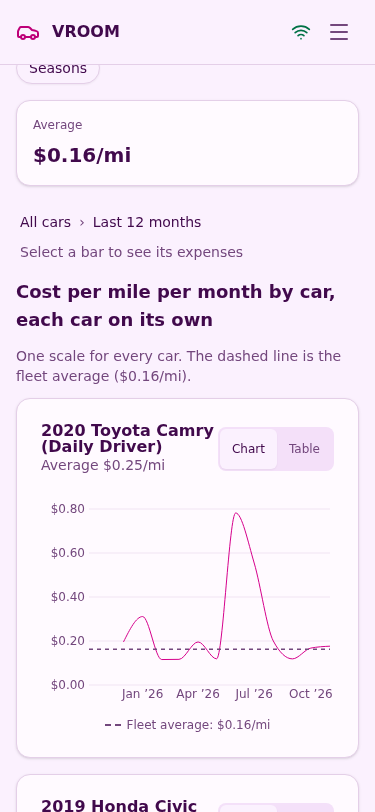 VROOM
Seasons
Average
$0.16/mi
All cars › Last 12 months
Select a bar to see its expenses
Cost per mile per month by car,
each car on its own
One scale for every car. The dashed line is the
fleet average ($0.16/mi).
2020 Toyota Camry
(Daily Driver)
Average $0.25/mi
Chart
Table
$0.80
$0.60
$0.40
$0.20
$0.00
Jan ’26 Apr ’26 Jul ’26 Oct ’26
Fleet average: $0.16/mi
2019 Honda Civic